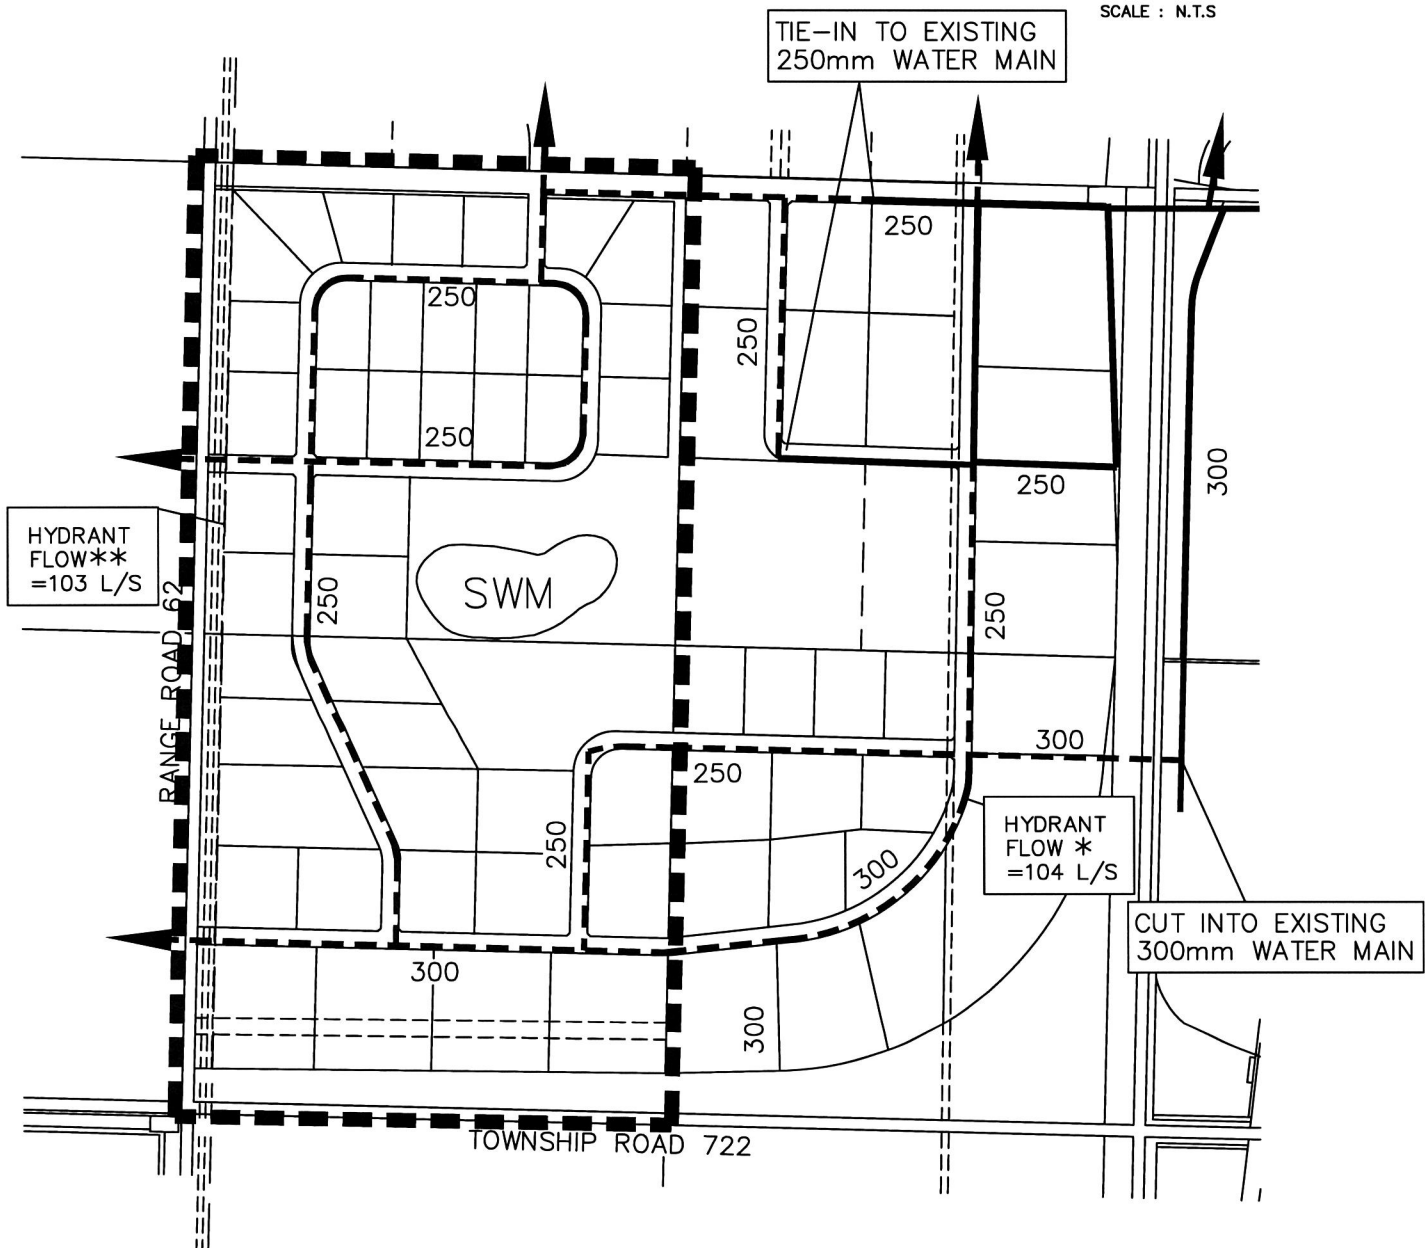 SCALE : N.T.S
TIE-IN TO EXISTING
250mm WATER MAIN
250
250
250
250
250
300
HYDRANT
FLOW**
=103 L/S
RANGE ROAD 62
250
SWM
250
300
250
250
300
HYDRANT
FLOW *
=104 L/S
CUT INTO EXISTING
300mm WATER MAIN
300
300
TOWNSHIP ROAD 722